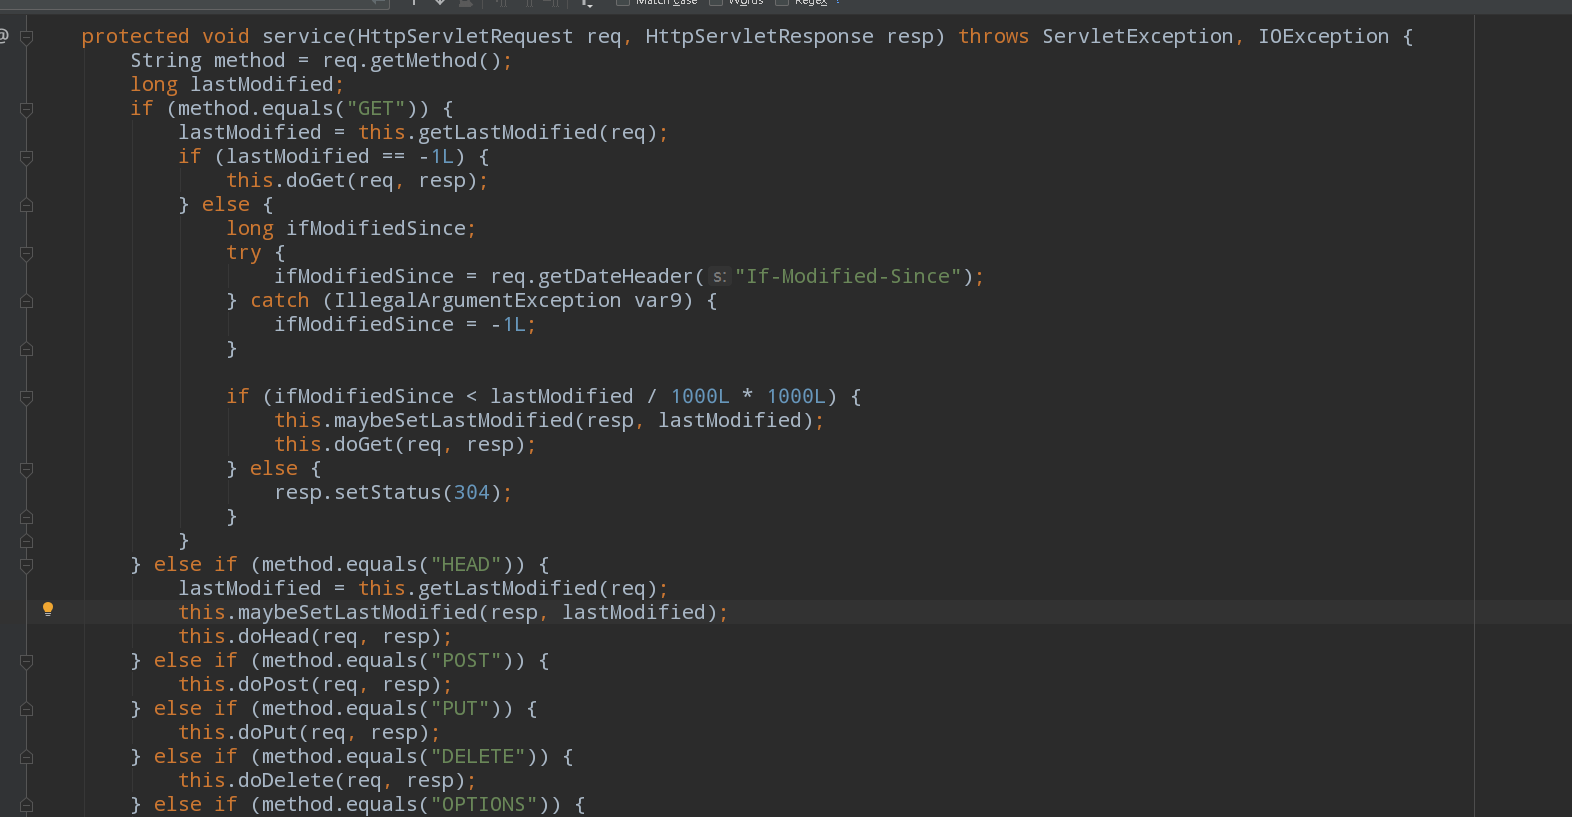 Match Case Words Regex ?
@ protected void service(HttpServletRequest req, HttpServletResponse resp) throws ServletException, IOException {
String method = req.getMethod();
long lastModified;
if (method.equals("GET")) {
lastModified = this.getLastModified(req);
if (lastModified == -1L) {
this.doGet(req, resp);
} else {
long ifModifiedSince;
try {
ifModifiedSince = req.getDateHeader( s: "If-Modified-Since");
} catch (IllegalArgumentException var9) {
ifModifiedSince = -1L;
}
if (ifModifiedSince < lastModified / 1000L * 1000L) {
this.maybeSetLastModified(resp, lastModified);
this.doGet(req, resp);
} else {
resp.setStatus(304);
}
}
} else if (method.equals("HEAD")) {
lastModified = this.getLastModified(req);
this.maybeSetLastModified(resp, lastModified);
this.doHead(req, resp);
} else if (method.equals("POST")) {
this.doPost(req, resp);
} else if (method.equals("PUT")) {
this.doPut(req, resp);
} else if (method.equals("DELETE")) {
this.doDelete(req, resp);
} else if (method.equals("OPTIONS")) {